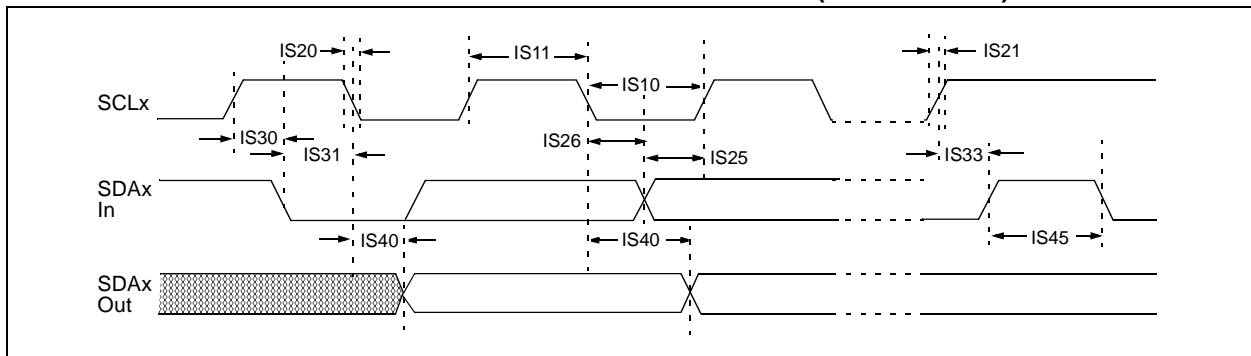 IS20
IS11
IS21
IS10
SCLx
IS30
IS26
IS31
IS25
IS33
SDAx
In
IS40
IS40
IS45
SDAx
Out